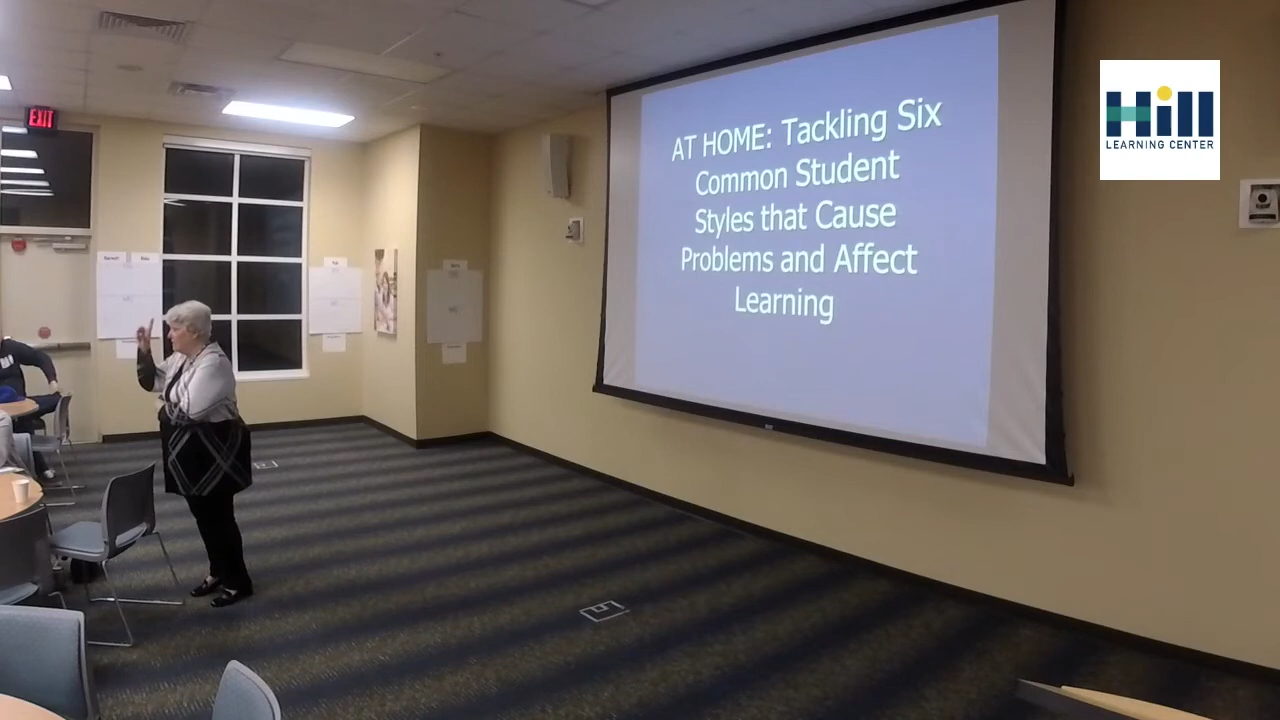 EXIT
AT HOME: Tackling Six
Common Student
Styles that Cause
Problems and Affect
Learning
Hill
LEARNING CENTER